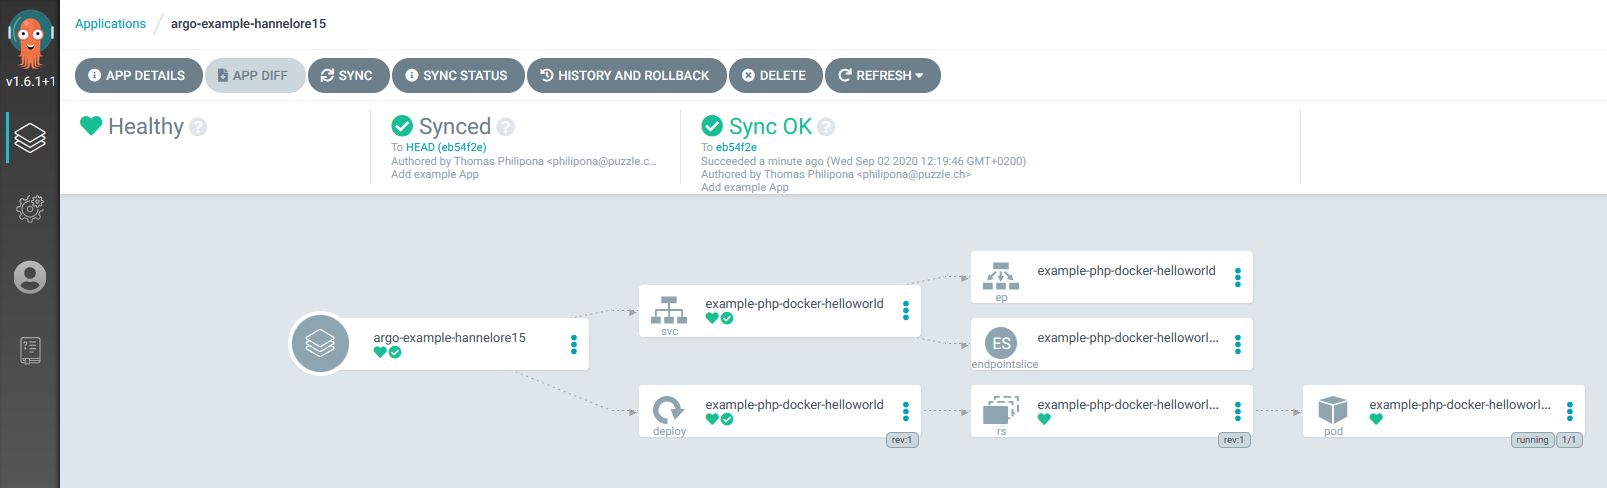 Applications
argo-example-hannelore15
v1.6.1+1
APP DETAILS
APP DIFF
SYNC
SYNC STATUS
HISTORY AND ROLLBACK
DELETE
REFRESH
Healthy ?
Synced ?
To HEAD (eb54f2e)
Authored by Thomas Philipona <philipona@puzzle.c...
Add example App
Sync OK ?
To eb54f2e
Succeeded a minute ago (Wed Sep 02 2020 12:19:46 GMT+0200)
Authored by Thomas Philipona <philipona@puzzle.ch>
Add example App
argo-example-hannelore15
example-php-docker-helloworld
svc
example-php-docker-helloworld
ep
ES
example-php-docker-helloworl...
endpointslice
example-php-docker-helloworld
deploy
rev:1
example-php-docker-helloworl...
rs
rev:1
example-php-docker-helloworl...
pod
running
1/1